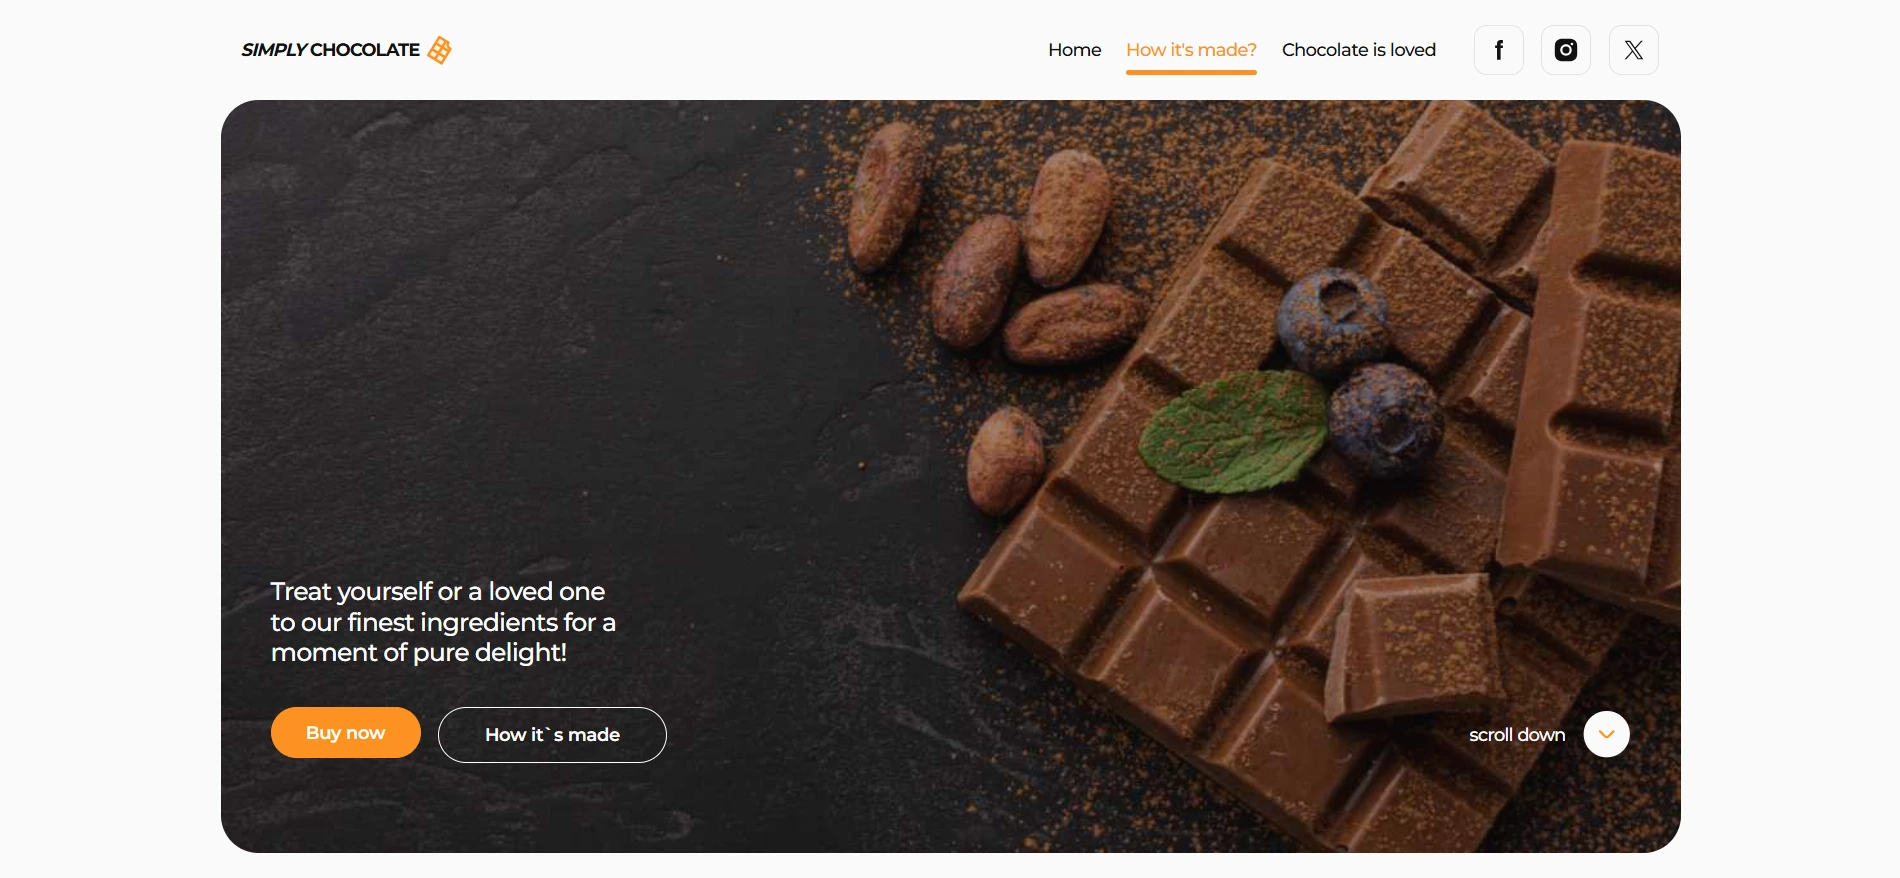 SIMPLY CHOCOLATE
Home How it's made? Chocolate is loved
Treat yourself or a loved one
to our finest ingredients for a
moment of pure delight!
Buy now How it`s made
scroll down